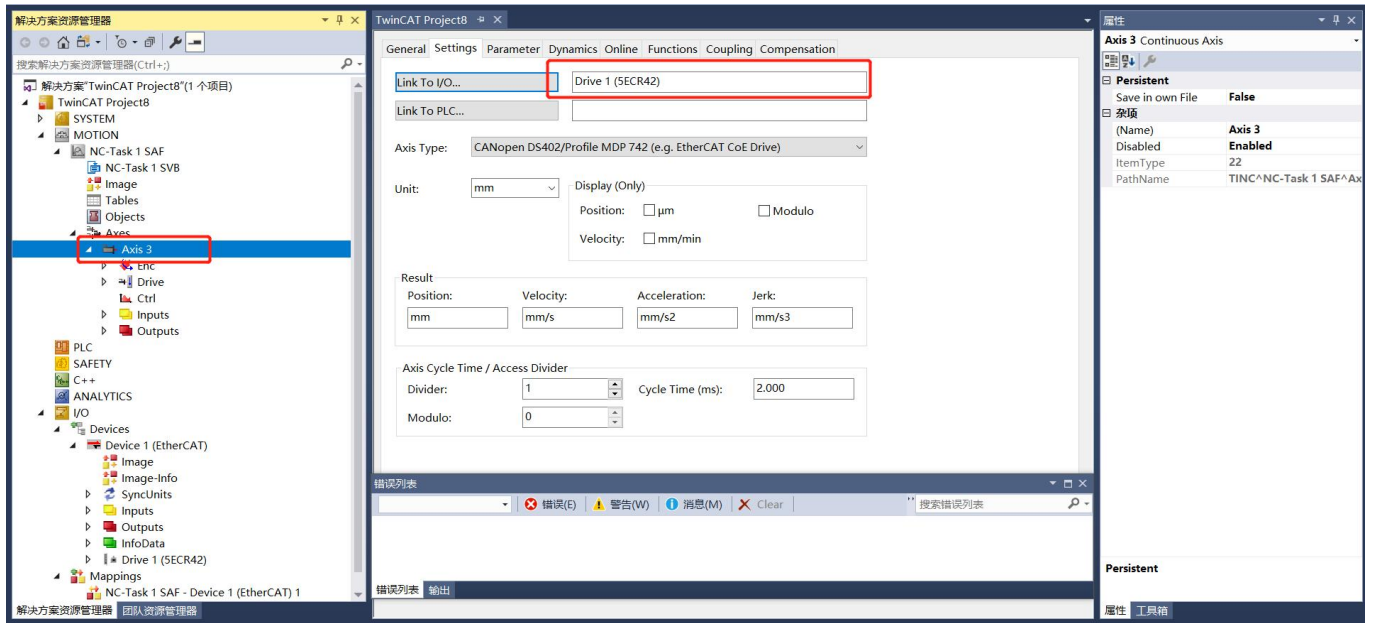 解决方案资源管理器
搜索解决方案资源管理器(Ctrl+;)
解决方案"TwinCAT Project8"(1 个项目)
TwinCAT Project8
SYSTEM
MOTION
NC-Task 1 SAF
NC-Task 1 SVB
Image
Tables
Objects
Axes
Axis 3
Enc
Drive
Ctrl
Inputs
Outputs
PLC
SAFETY
C++
ANALYTICS
I/O
Devices
Device 1 (EtherCAT)
Image
Image-Info
SyncUnits
Inputs
Outputs
InfoData
Drive 1 (5ECR42)
Mappings
NC-Task 1 SAF - Device 1 (EtherCAT) 1
解决方案资源管理器 团队资源管理器
TwinCAT Project8
General Settings Parameter Dynamics Online Functions Coupling Compensation
Link To I/O... Drive 1 (5ECR42)
Link To PLC...
Axis Type: CANopen DS402/Profile MDP 742 (e.g. EtherCAT CoE Drive)
Unit: mm Display (Only)
Position: μm Modulo
Velocity: mm/min
Result
Position: Velocity: Acceleration: Jerk:
mm mm/s mm/s2 mm/s3
Axis Cycle Time / Access Divider
Divider: 1 Cycle Time (ms): 2.000
Modulo: 0
错误列表
错误(E) 警告(W) 消息(M) Clear 搜索错误列表
错误列表 输出
属性
Axis 3 Continuous Axis
Persistent
Save in own File False
杂项
(Name) Axis 3
Disabled Enabled
ItemType 22
PathName TINC^NC-Task 1 SAF^Ax
Persistent
属性 工具箱